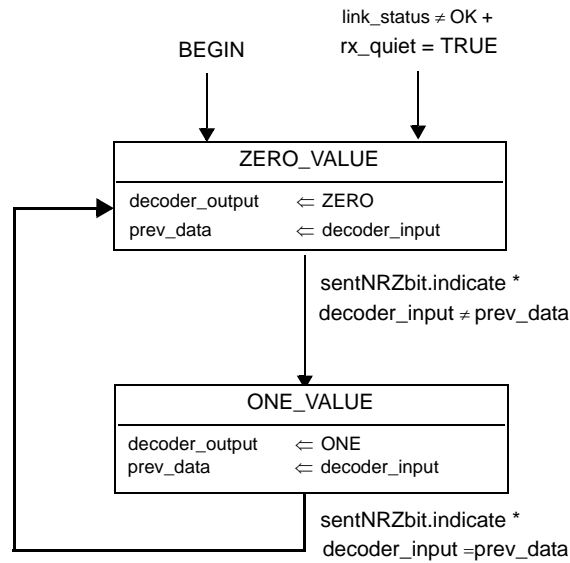 link_status ≠ OK +
rx_quiet = TRUE
BEGIN
ZERO_VALUE
decoder_output ⇐ ZERO
prev_data ⇐ decoder_input
sentNRZbit.indicate *
decoder_input ≠ prev_data
ONE_VALUE
decoder_output ⇐ ONE
prev_data ⇐ decoder_input
sentNRZbit.indicate *
decoder_input =prev_data